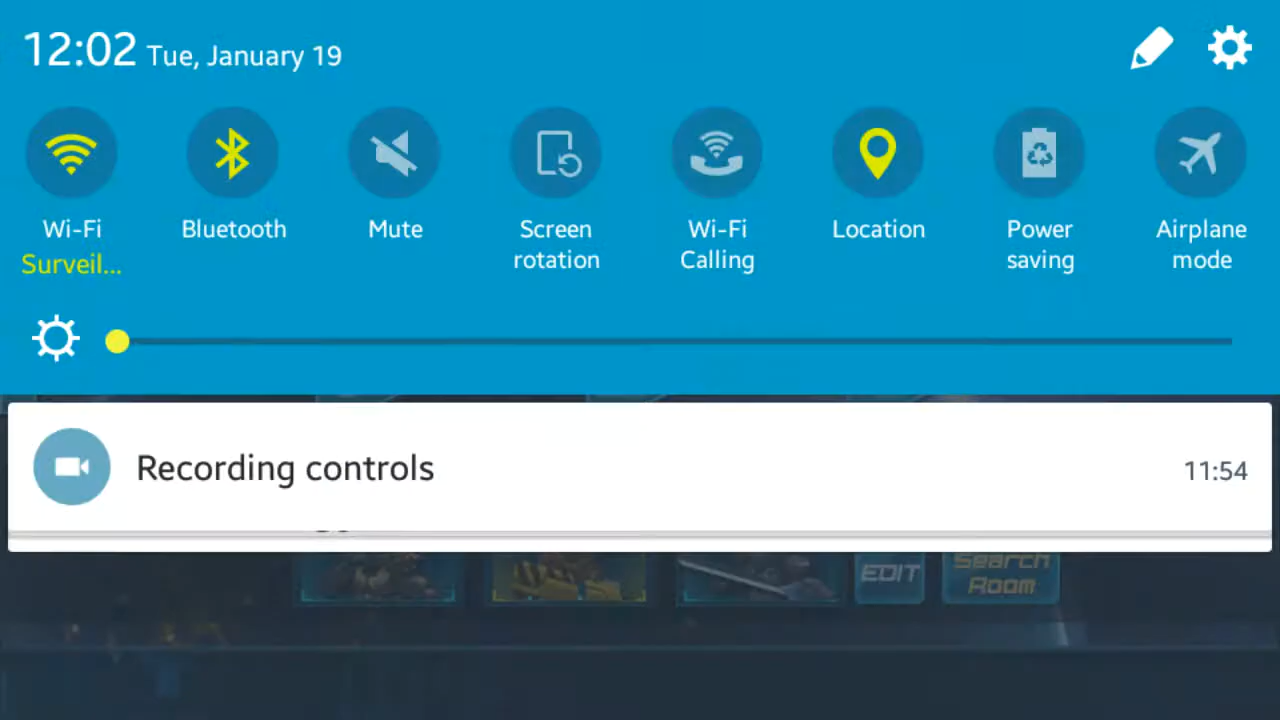 12:02 Tue, January 19
Wi-Fi Bluetooth Mute Screen rotation Wi-Fi Calling Location Power saving Airplane mode
Surveil...
Recording controls 11:54
EDIT
Search
Room